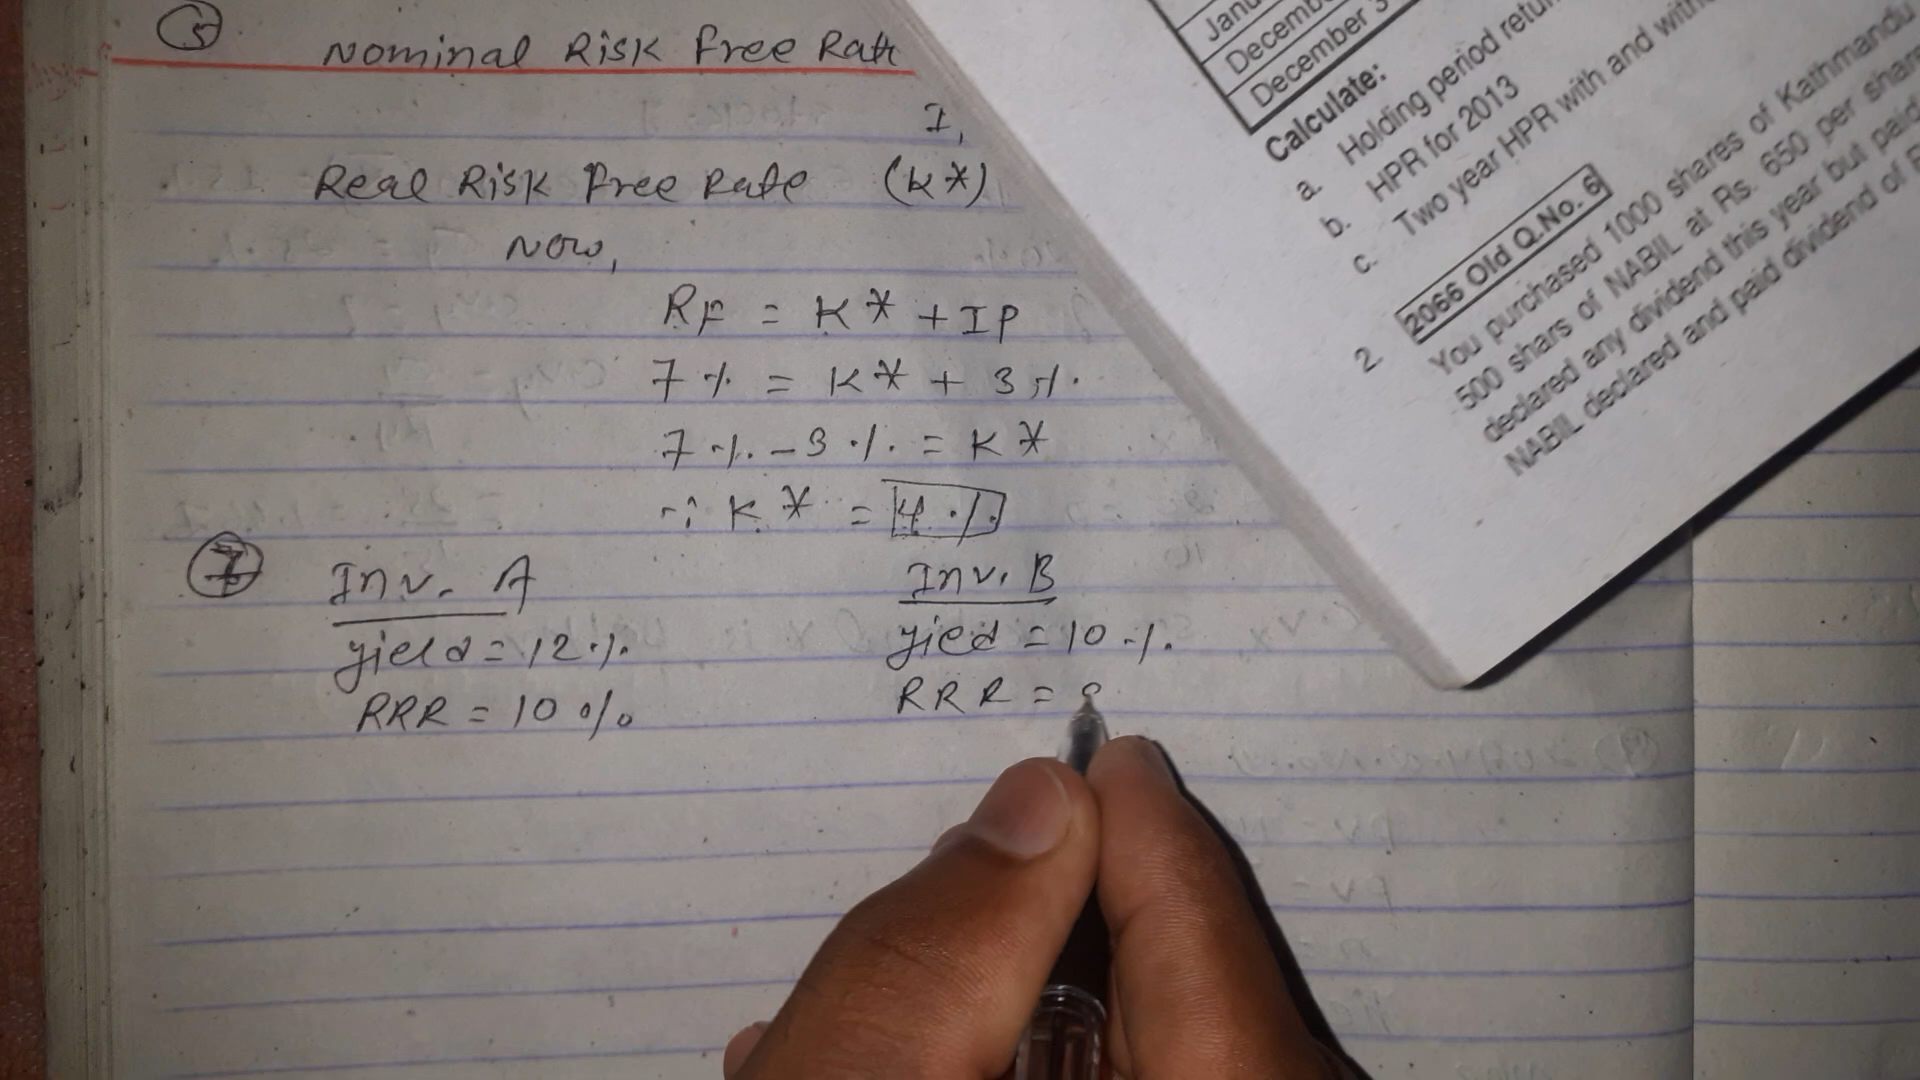 5
Nominal Risk free Rate
I,
Real Risk free Rate (K*)
Now,
RF = K* + IP
7% = K* + 3%
7% - 3% = K*
∴ K* = 4%
7
Inv. A
yield = 12%
RRR = 10%
Inv. B
yied = 10%
RRR =
December
December 3
Calculate:
a. Holding period
b. HPR for 2013
c. Two year HPR with and
2066 Old Q.No. 6
2 You purchased 1000 shares of Kathmandu
500 shars of NABIL at Rs. 650 per
declared any dividend this year but paid
NABIL declared and paid dividend of